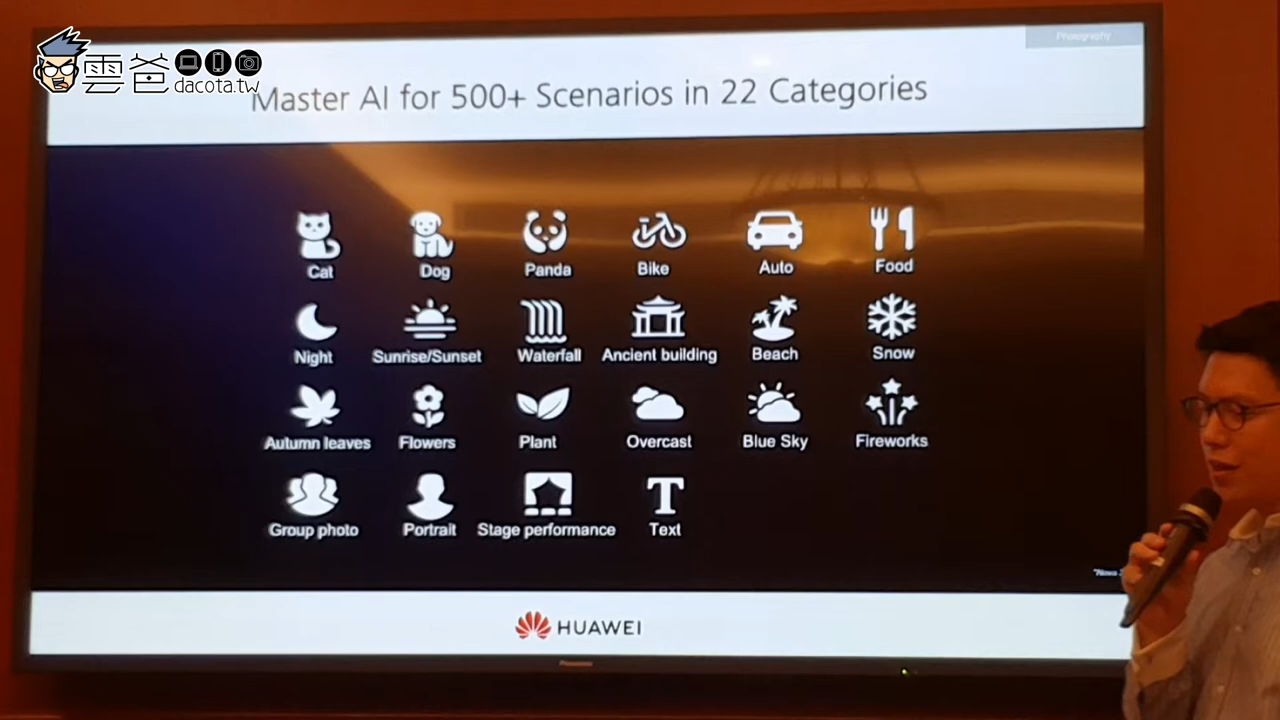 雲爸
dacota.tw
Photography
Master AI for 500+ Scenarios in 22 Categories
Cat Dog Panda Bike Auto Food
Night Sunrise/Sunset Waterfall Ancient building Beach Snow
Autumn leaves Flowers Plant Overcast Blue Sky Fireworks
Group photo Portrait Stage performance T Text
HUAWEI
Panasonic